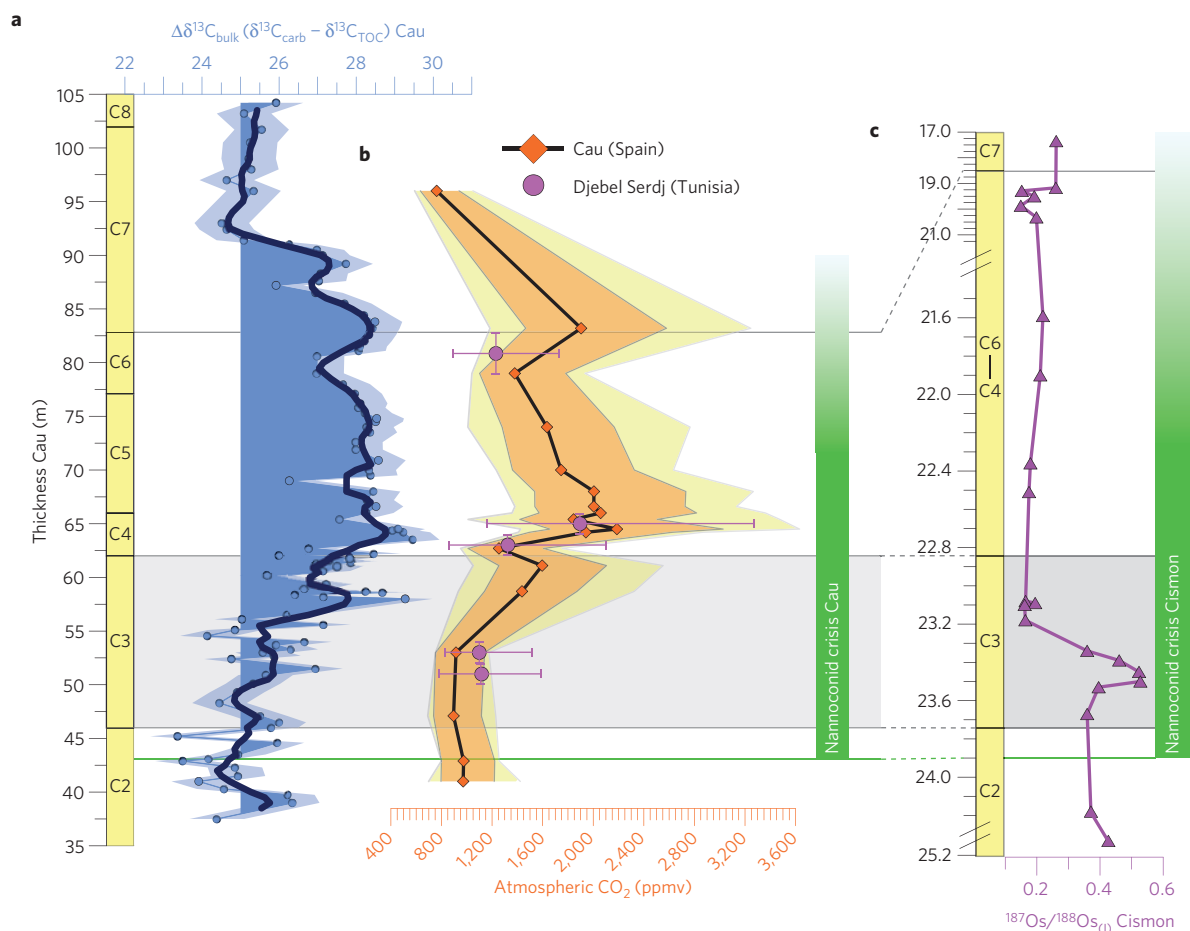 a
Δδ¹³C_bulk (δ¹³C_carb – δ¹³C_TOC) Cau
22 24 26 28 30
105
100
95
90
85
80
75
70
65
60
55
50
45
40
35
Thickness Cau (m)
C8
C7
C6
C5
C4
C3
C2
b
Cau (Spain)
Djebel Serdj (Tunisia)
400 800 1,200 1,600 2,000 2,400 2,800 3,200 3,600
Atmospheric CO₂ (ppmv)
Nannoconid crisis Cau
c
17.0
19.0
21.0
21.6
22.0
22.4
22.8
23.2
23.6
24.0
25.2
C7
C6
C4
C3
C2
Nannoconid crisis Cismon
0.2 0.4 0.6
¹⁸⁷Os/¹⁸⁸Os₍ᵢ₎ Cismon